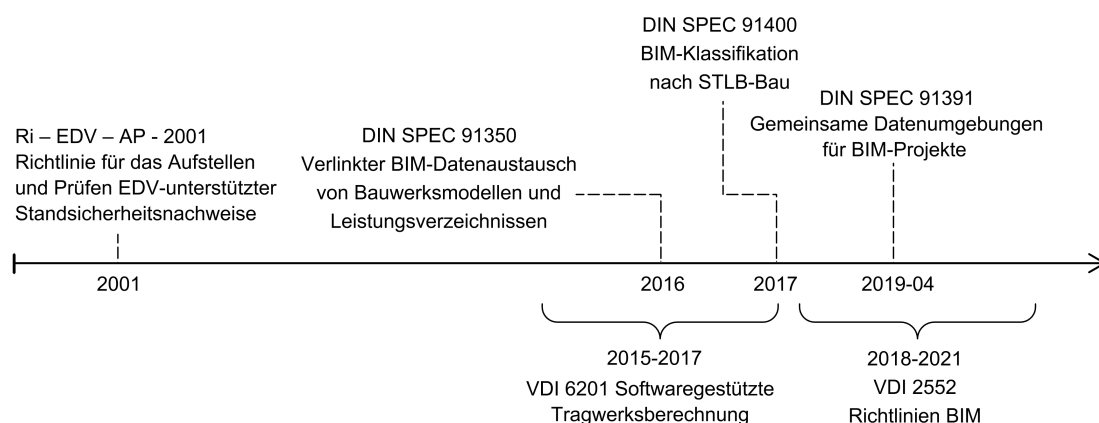 DIN SPEC 91400
BIM-Klassifikation
nach STLB-Bau
DIN SPEC 91391
Gemeinsame Datenumgebungen
für BIM-Projekte
Ri – EDV – AP - 2001
Richtlinie für das Aufstellen
und Prüfen EDV-unterstützter
Standsicherheitsnachweise
DIN SPEC 91350
Verlinkter BIM-Datenaustausch
von Bauwerksmodellen und
Leistungsverzeichnissen
2001
2016
2017
2019-04
2015-2017
VDI 6201 Softwaregestützte
Tragwerksberechnung
2018-2021
VDI 2552
Richtlinien BIM